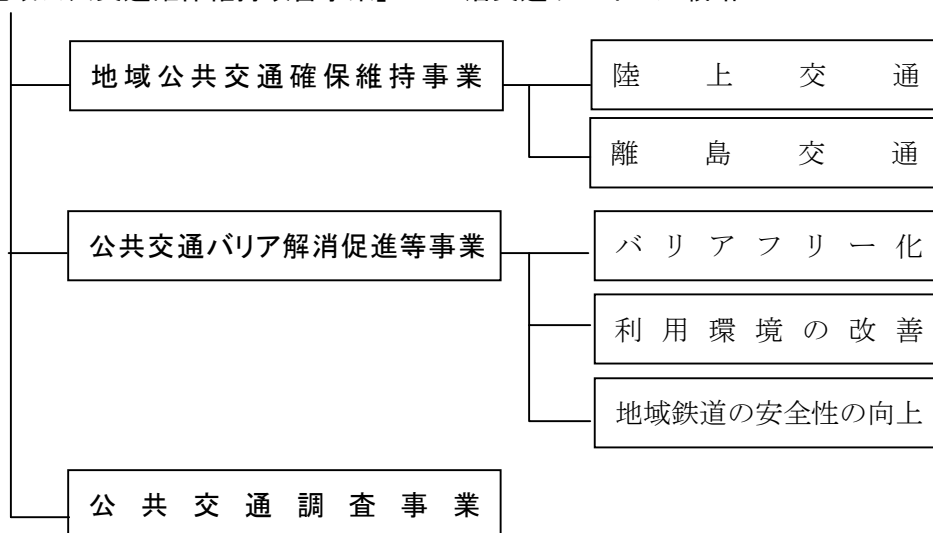 地域公共交通確保維持事業
陸上交通
離島交通
公共交通バリア解消促進等事業
バリアフリー化
利用環境の改善
地域鉄道の安全性の向上
公共交通調査事業